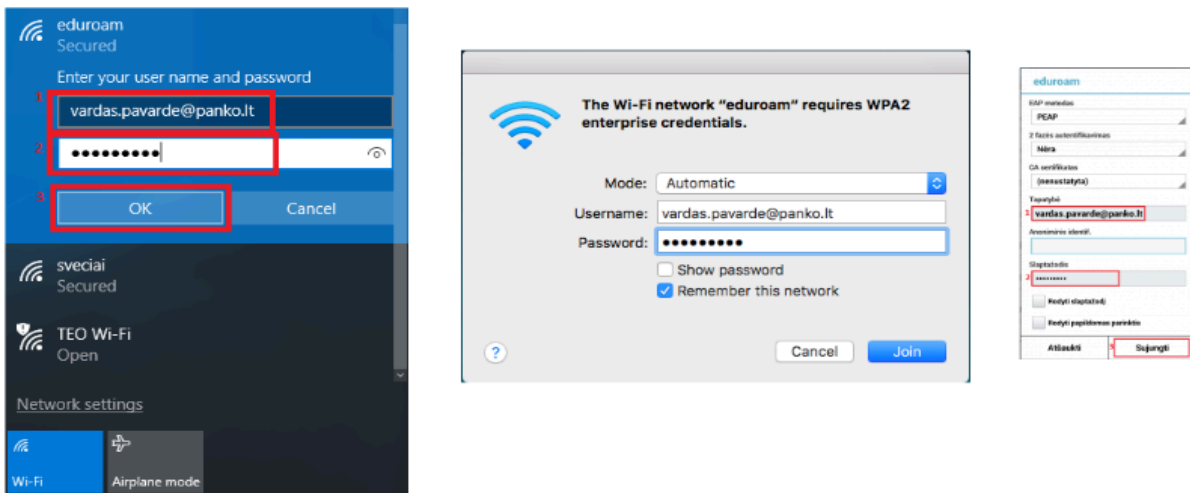 eduroam
Secured
Enter your user name and password
1
vardas.pavarde@panko.lt
2
•••••••••
3
OK
Cancel
sveciai
Secured
TEO Wi-Fi
Open
Network settings
Wi-Fi
Airplane mode
The Wi-Fi network “eduroam” requires WPA2
enterprise credentials.
Mode: Automatic
Username: vardas.pavarde@panko.lt
Password: •••••••••
Show password
Remember this network
?
Cancel
Join
eduroam
EAP metodas
PEAP
2 fazės autentifikavimas
Nėra
CA sertifikatas
(nenustatyta)
Tapatybė
1 vardas.pavarde@panko.lt
Anoniminis identif.
Slaptažodis
2 •••••••••
Rodyti slaptažodį
Rodyti papildomas parinktis
Atšaukti
3 Sujungti